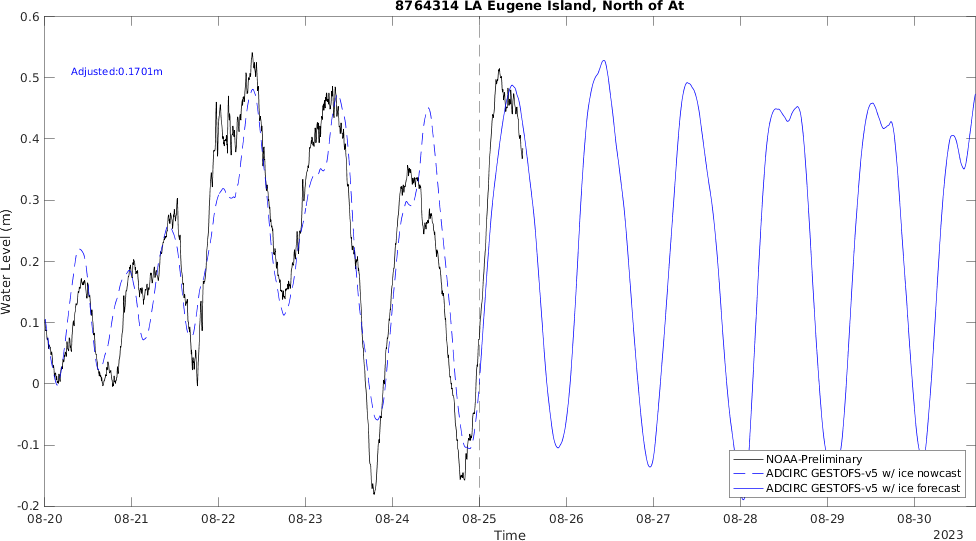 8764314 LA Eugene Island, North of At
Adjusted:0.1701m
Water Level (m)
0.6
0.5
0.4
0.3
0.2
0.1
0
-0.1
-0.2
NOAA-Preliminary
ADCIRC GESTOFS-v5 w/ ice nowcast
ADCIRC GESTOFS-v5 w/ ice forecast
08-20 08-21 08-22 08-23 08-24 08-25 08-26 08-27 08-28 08-29 08-30
Time
2023